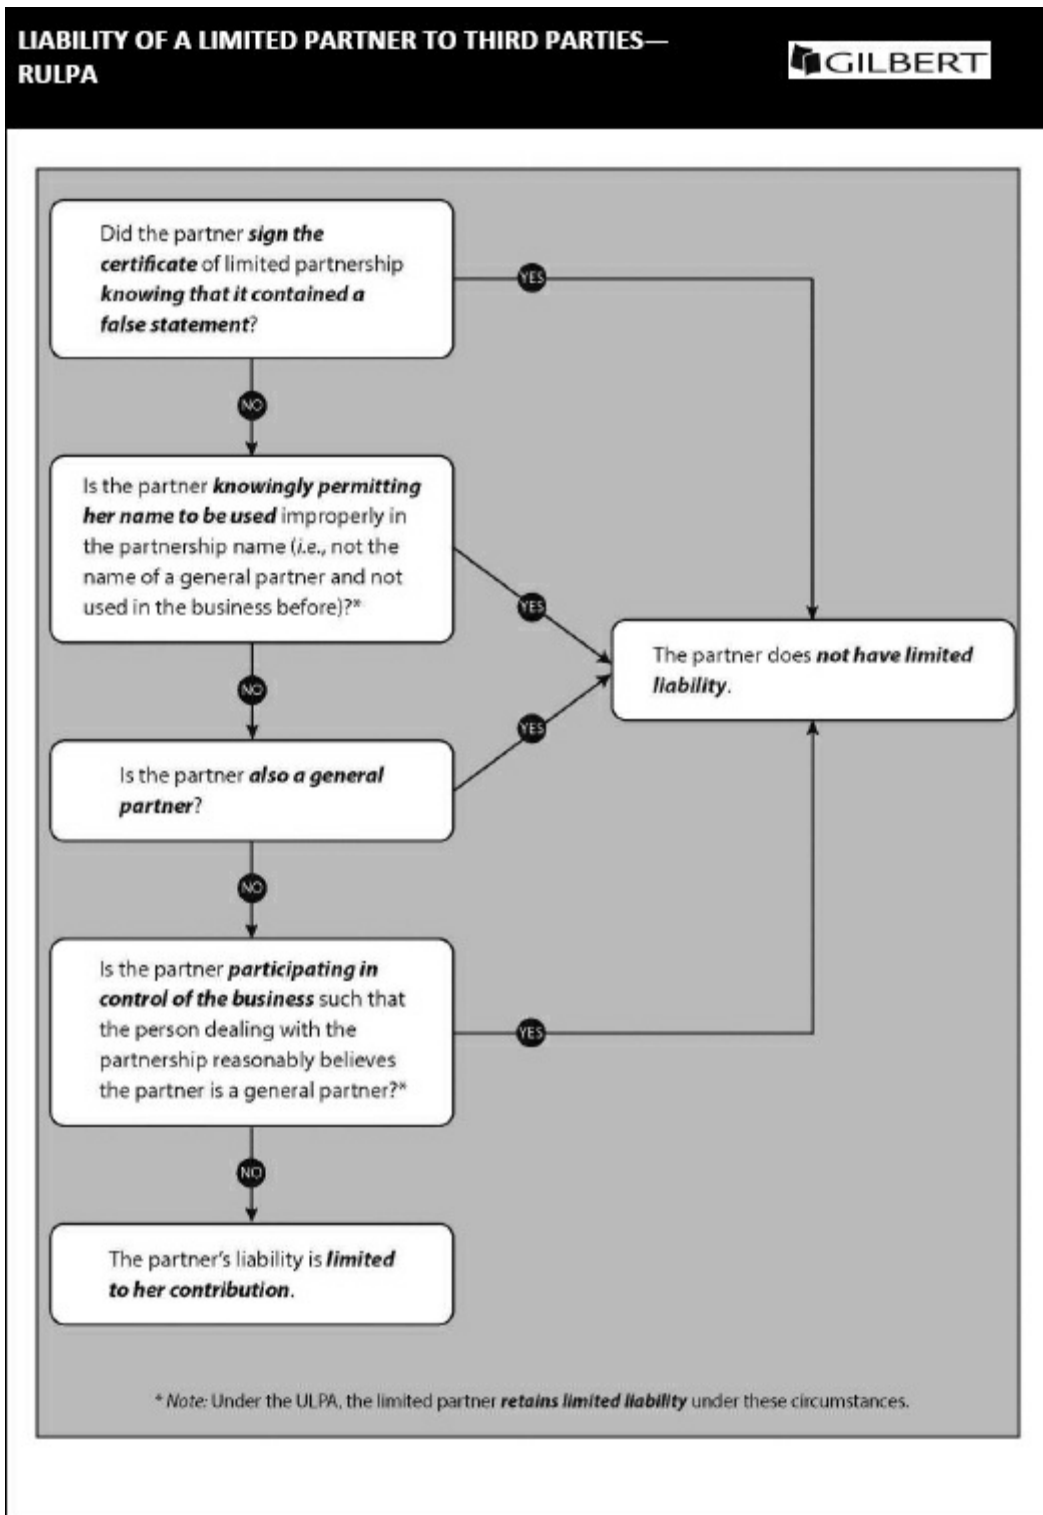 LIABILITY OF A LIMITED PARTNER TO THIRD PARTIES—
RULPA
GILBERT
Did the partner sign the
certificate of limited partnership
knowing that it contained a
false statement?
YES
NO
Is the partner knowingly permitting
her name to be used improperly in
the partnership name (i.e., not the
name of a general partner and not
used in the business before)?*
YES
The partner does not have limited
liability.
NO
YES
Is the partner also a general
partner?
NO
Is the partner participating in
control of the business such that
the person dealing with the
partnership reasonably believes
the partner is a general partner?*
YES
NO
The partner's liability is limited
to her contribution.
* Note: Under the ULPA, the limited partner retains limited liability under these circumstances.